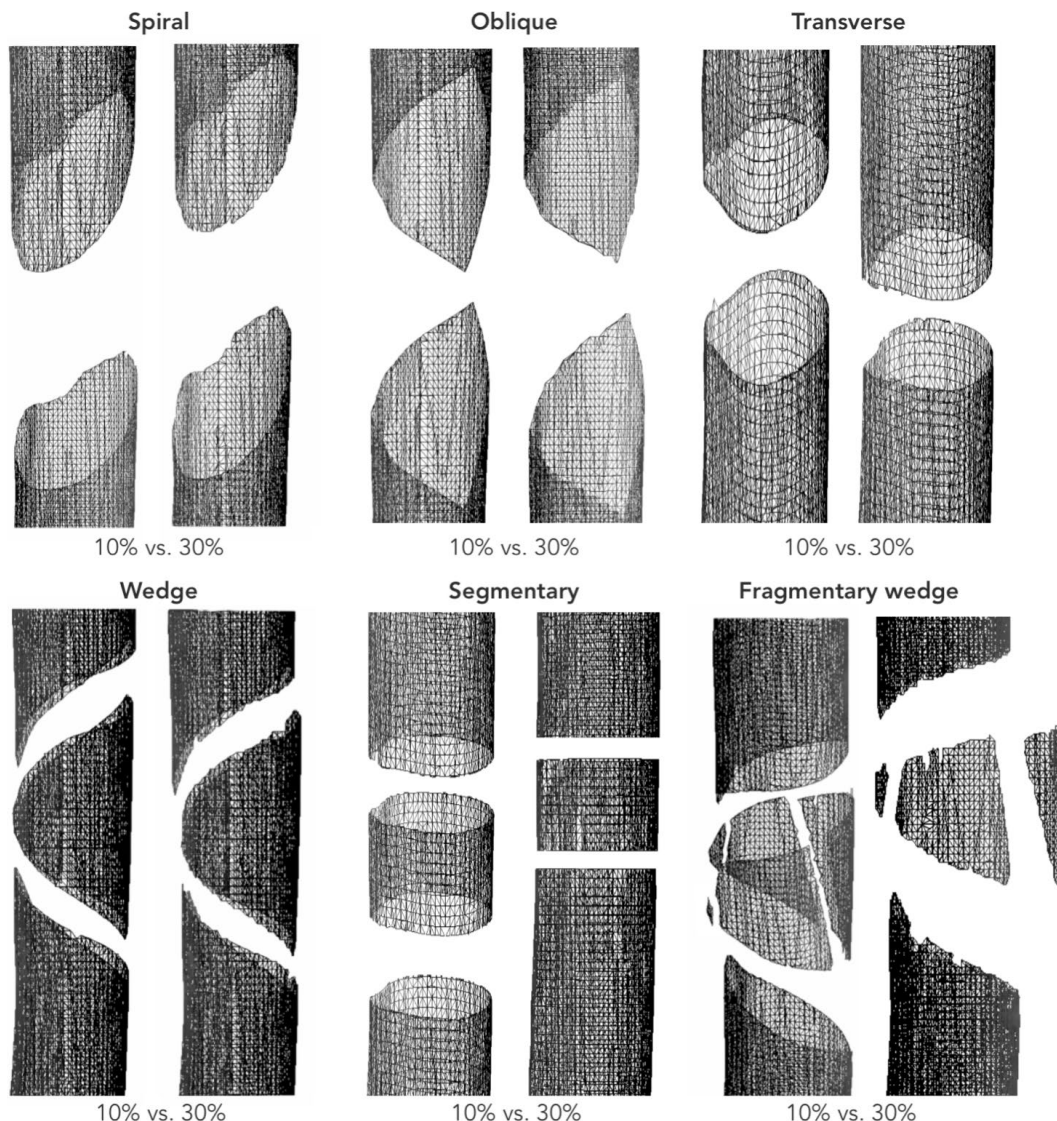 Spiral
Oblique
Transverse
10% vs. 30%
10% vs. 30%
10% vs. 30%
Wedge
Segmentary
Fragmentary wedge
10% vs. 30%
10% vs. 30%
10% vs. 30%